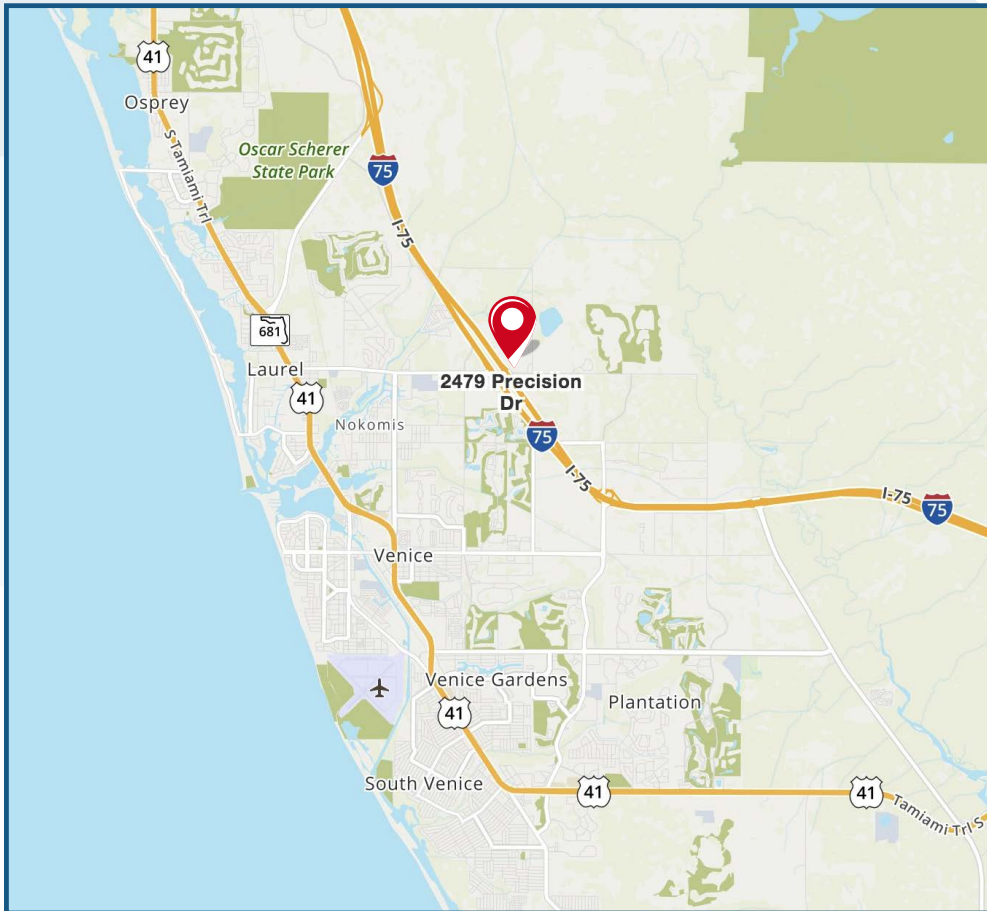 41
Osprey
S Tamiami Trl
Oscar Scherer
State Park
75
I-75
681
Laurel
41
2479 Precision
Dr
Nokomis
75
I-75
I-75
75
Venice
Venice Gardens
Plantation
41
South Venice
41
41
Tamiami Trl S